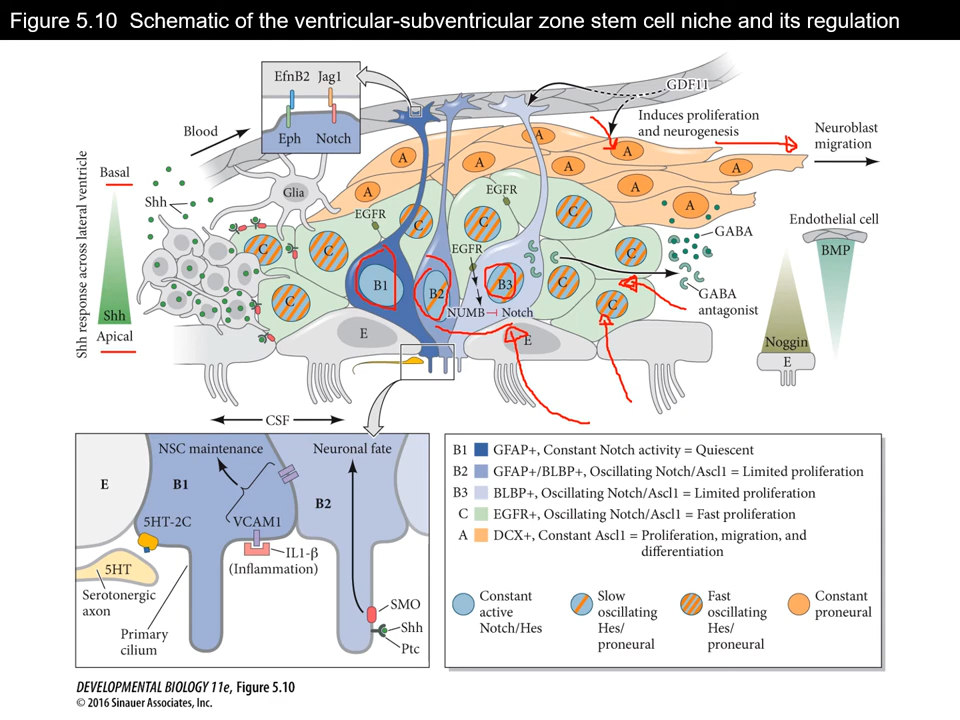 Figure 5.10 Schematic of the ventricular-subventricular zone stem cell niche and its regulation
EfnB2 Jag1
Eph Notch
GDF11
Induces proliferation
and neurogenesis
Neuroblast
migration
Blood
Shh response across lateral ventricle
Basal
Shh
Shh
Apical
Glia
A
A
A
A
A
A
A
A
A
EGFR
EGFR
EGFR
C
C
C
C
C
C
C
C
C
B1
B2
B3
NUMB
Notch
E
E
GABA
GABA
antagonist
Endothelial cell
BMP
Noggin
E
CSF
NSC maintenance
Neuronal fate
E
B1
B2
5HT-2C
VCAM1
IL1-β
(Inflammation)
5HT
Serotonergic
axon
Primary
cilium
SMO
Shh
Ptc
B1 GFAP+, Constant Notch activity = Quiescent
B2 GFAP+/BLBP+, Oscillating Notch/Ascl1 = Limited proliferation
B3 BLBP+, Oscillating Notch/Ascl1 = Limited proliferation
C EGFR+, Oscillating Notch/Ascl1 = Fast proliferation
A DCX+, Constant Ascl1 = Proliferation, migration, and
differentiation
Constant
active
Notch/Hes
Slow
oscillating
Hes/
proneural
Fast
oscillating
Hes/
proneural
Constant
proneural
DEVELOPMENTAL BIOLOGY 11e, Figure 5.10
© 2016 Sinauer Associates, Inc.